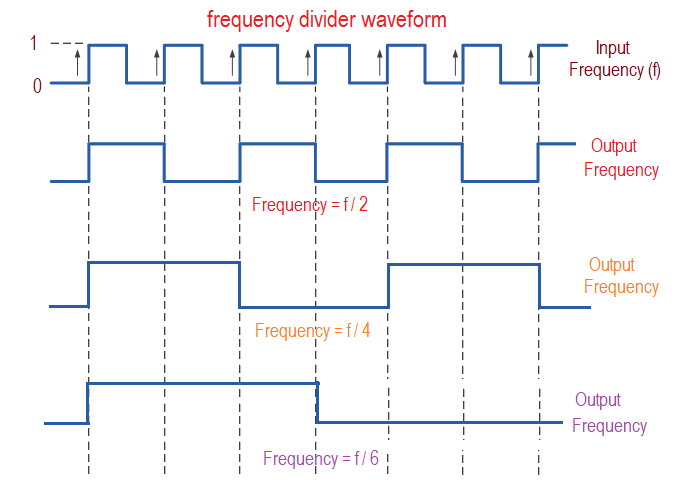 frequency divider waveform
1
0
Input
Frequency (f)
Output
Frequency
Frequency = f / 2
Output
Frequency
Frequency = f / 4
Output
Frequency
Frequency = f / 6